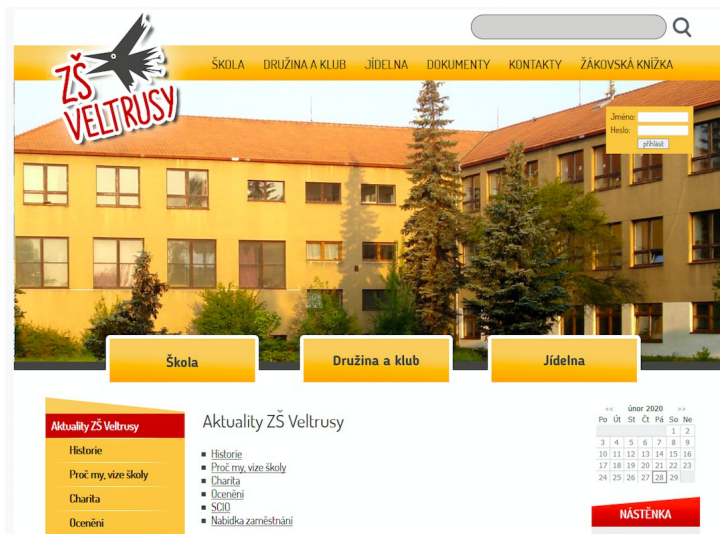 ZŠ
VELTRUSY
ŠKOLA DRUŽINA A KLUB JÍDELNA DOKUMENTY KONTAKTY ŽÁKOVSKÁ KNÍŽKA
Jméno:
Heslo:
přihlásit
Škola Družina a klub Jídelna
Aktuality ZŠ Veltrusy
Historie
Proč my, vize školy
Charita
Ocenění
Aktuality ZŠ Veltrusy
Historie
Proč my, vize školy
Charita
Ocenění
SCIO
Nabídka zaměstnání
<< únor 2020 >>
Po Út St Čt Pá So Ne
1 2
3 4 5 6 7 8 9
10 11 12 13 14 15 16
17 18 19 20 21 22 23
24 25 26 27 28 29
NÁSTĚNKA